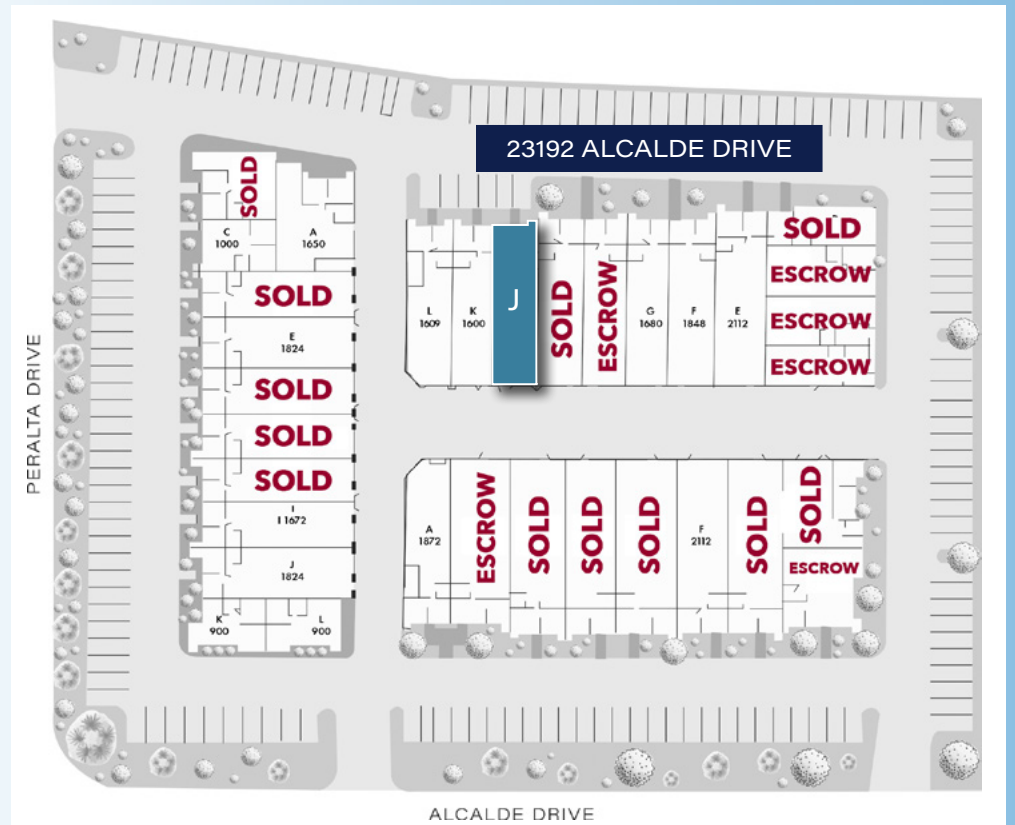 23192 ALCALDE DRIVE
SOLD
C
1000
A
1650
SOLD
E
1824
SOLD
SOLD
SOLD
I
I 1672
J
1824
K
900
L
900
L
1609
K
1600
J
SOLD
ESCROW
G
1680
F
1848
E
2112
SOLD
ESCROW
ESCROW
ESCROW
A
1872
ESCROW
SOLD
SOLD
SOLD
F
2112
SOLD
SOLD
ESCROW
PERALTA DRIVE
ALCALDE DRIVE